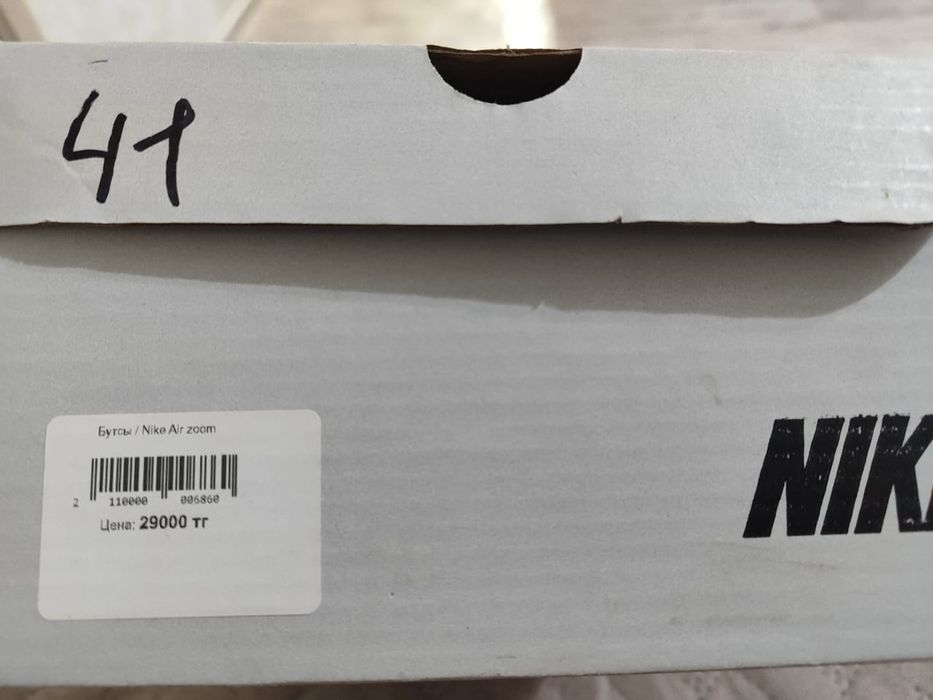 41
Бутсы / Nike Air zoom
2 110000 006860
Цена: 29000 тг
NIK